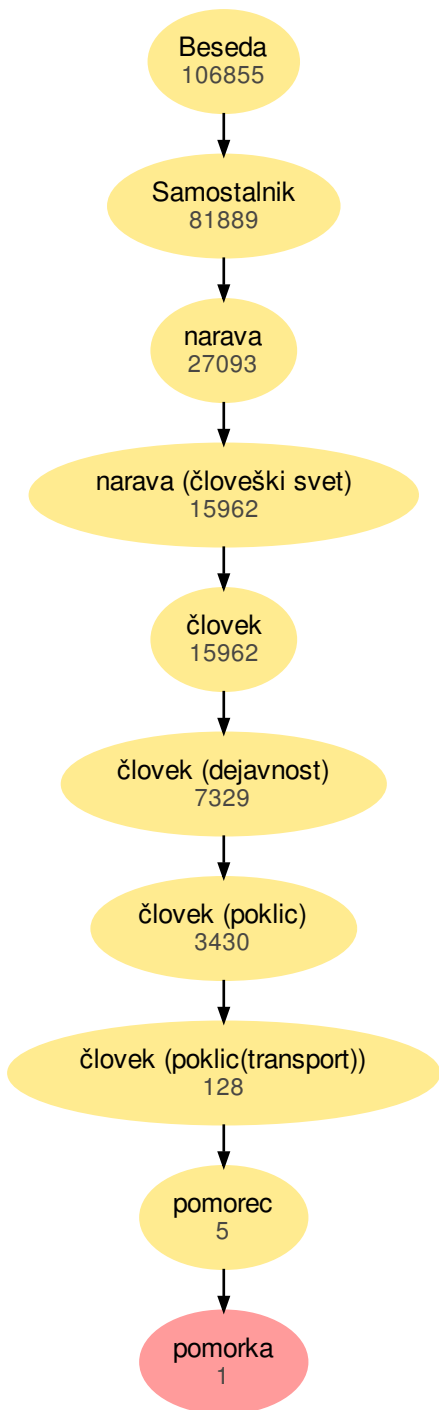 Beseda
106855
Samostalnik
81889
narava
27093
narava (človeški svet)
15962
človek
15962
človek (dejavnost)
7329
človek (poklic)
3430
človek (poklic(transport))
128
pomorec
5
pomorka
1